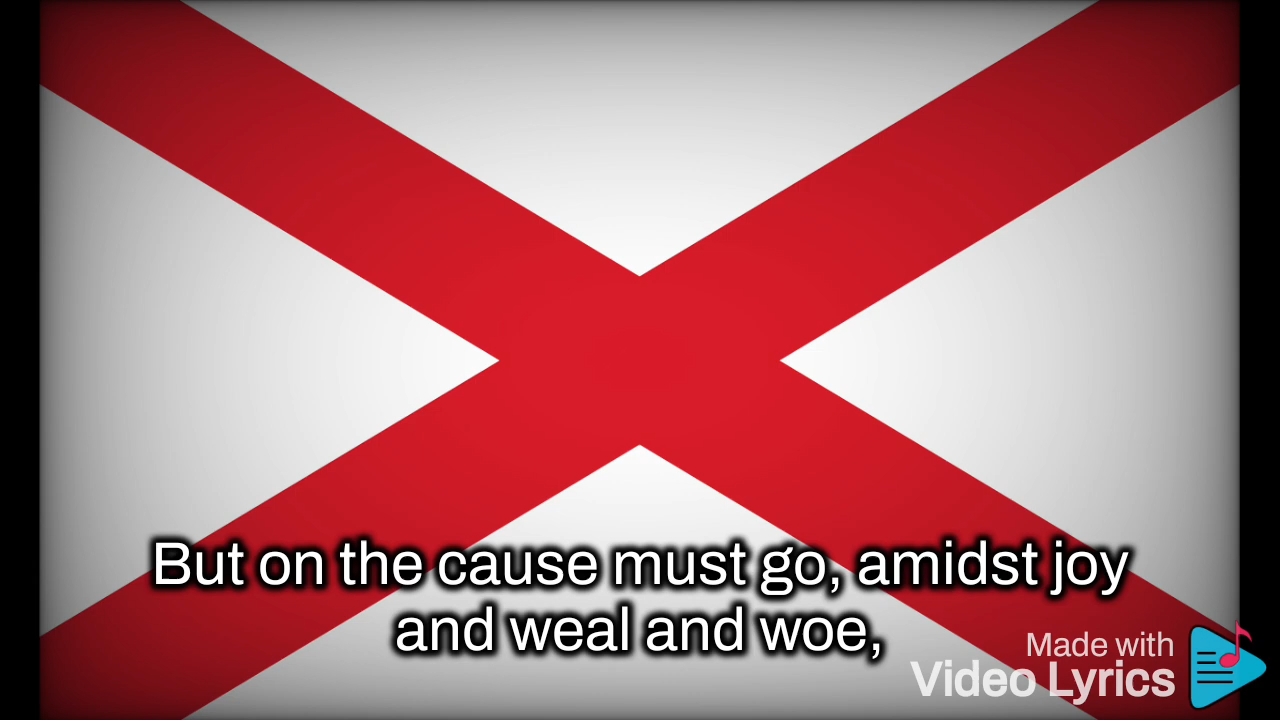 But on the cause must go, amidst joy
and weal and woe,
Made with
Video Lyrics